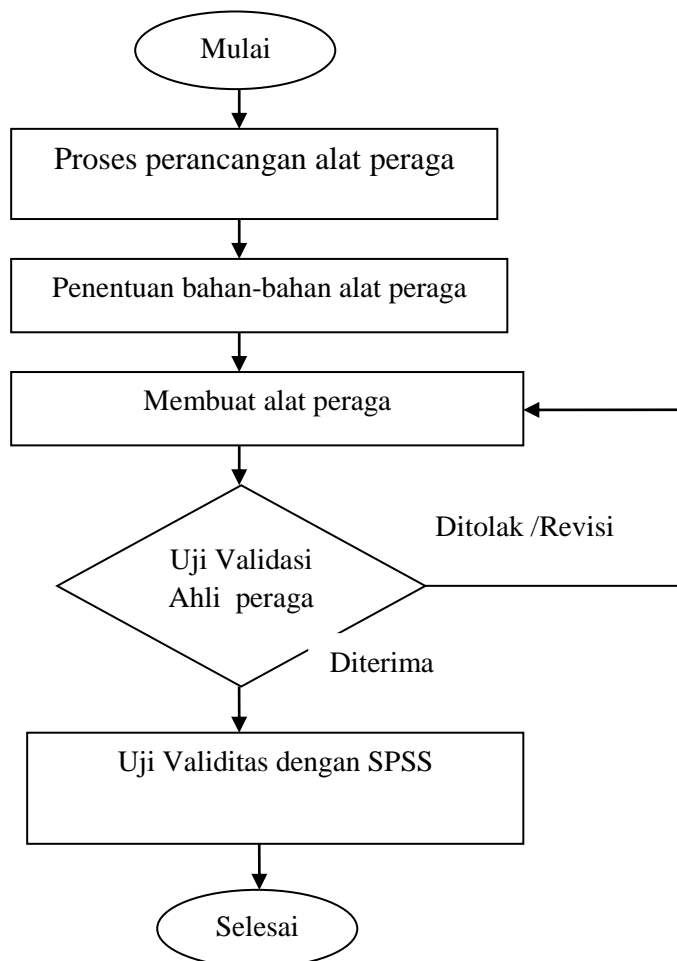 Mulai
Proses perancangan alat peraga
Penentuan bahan-bahan alat peraga
Membuat alat peraga
Ditolak /Revisi
Uji Validasi
Ahli peraga
Diterima
Uji Validitas dengan SPSS
Selesai